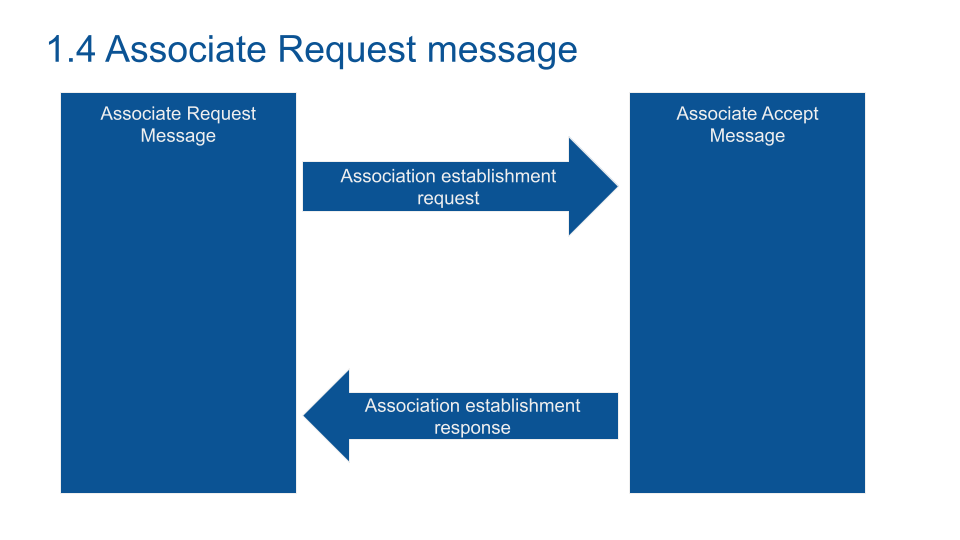 1.4 Associate Request message
Associate Request
Message
Association establishment
request
Associate Accept
Message
Association establishment
response